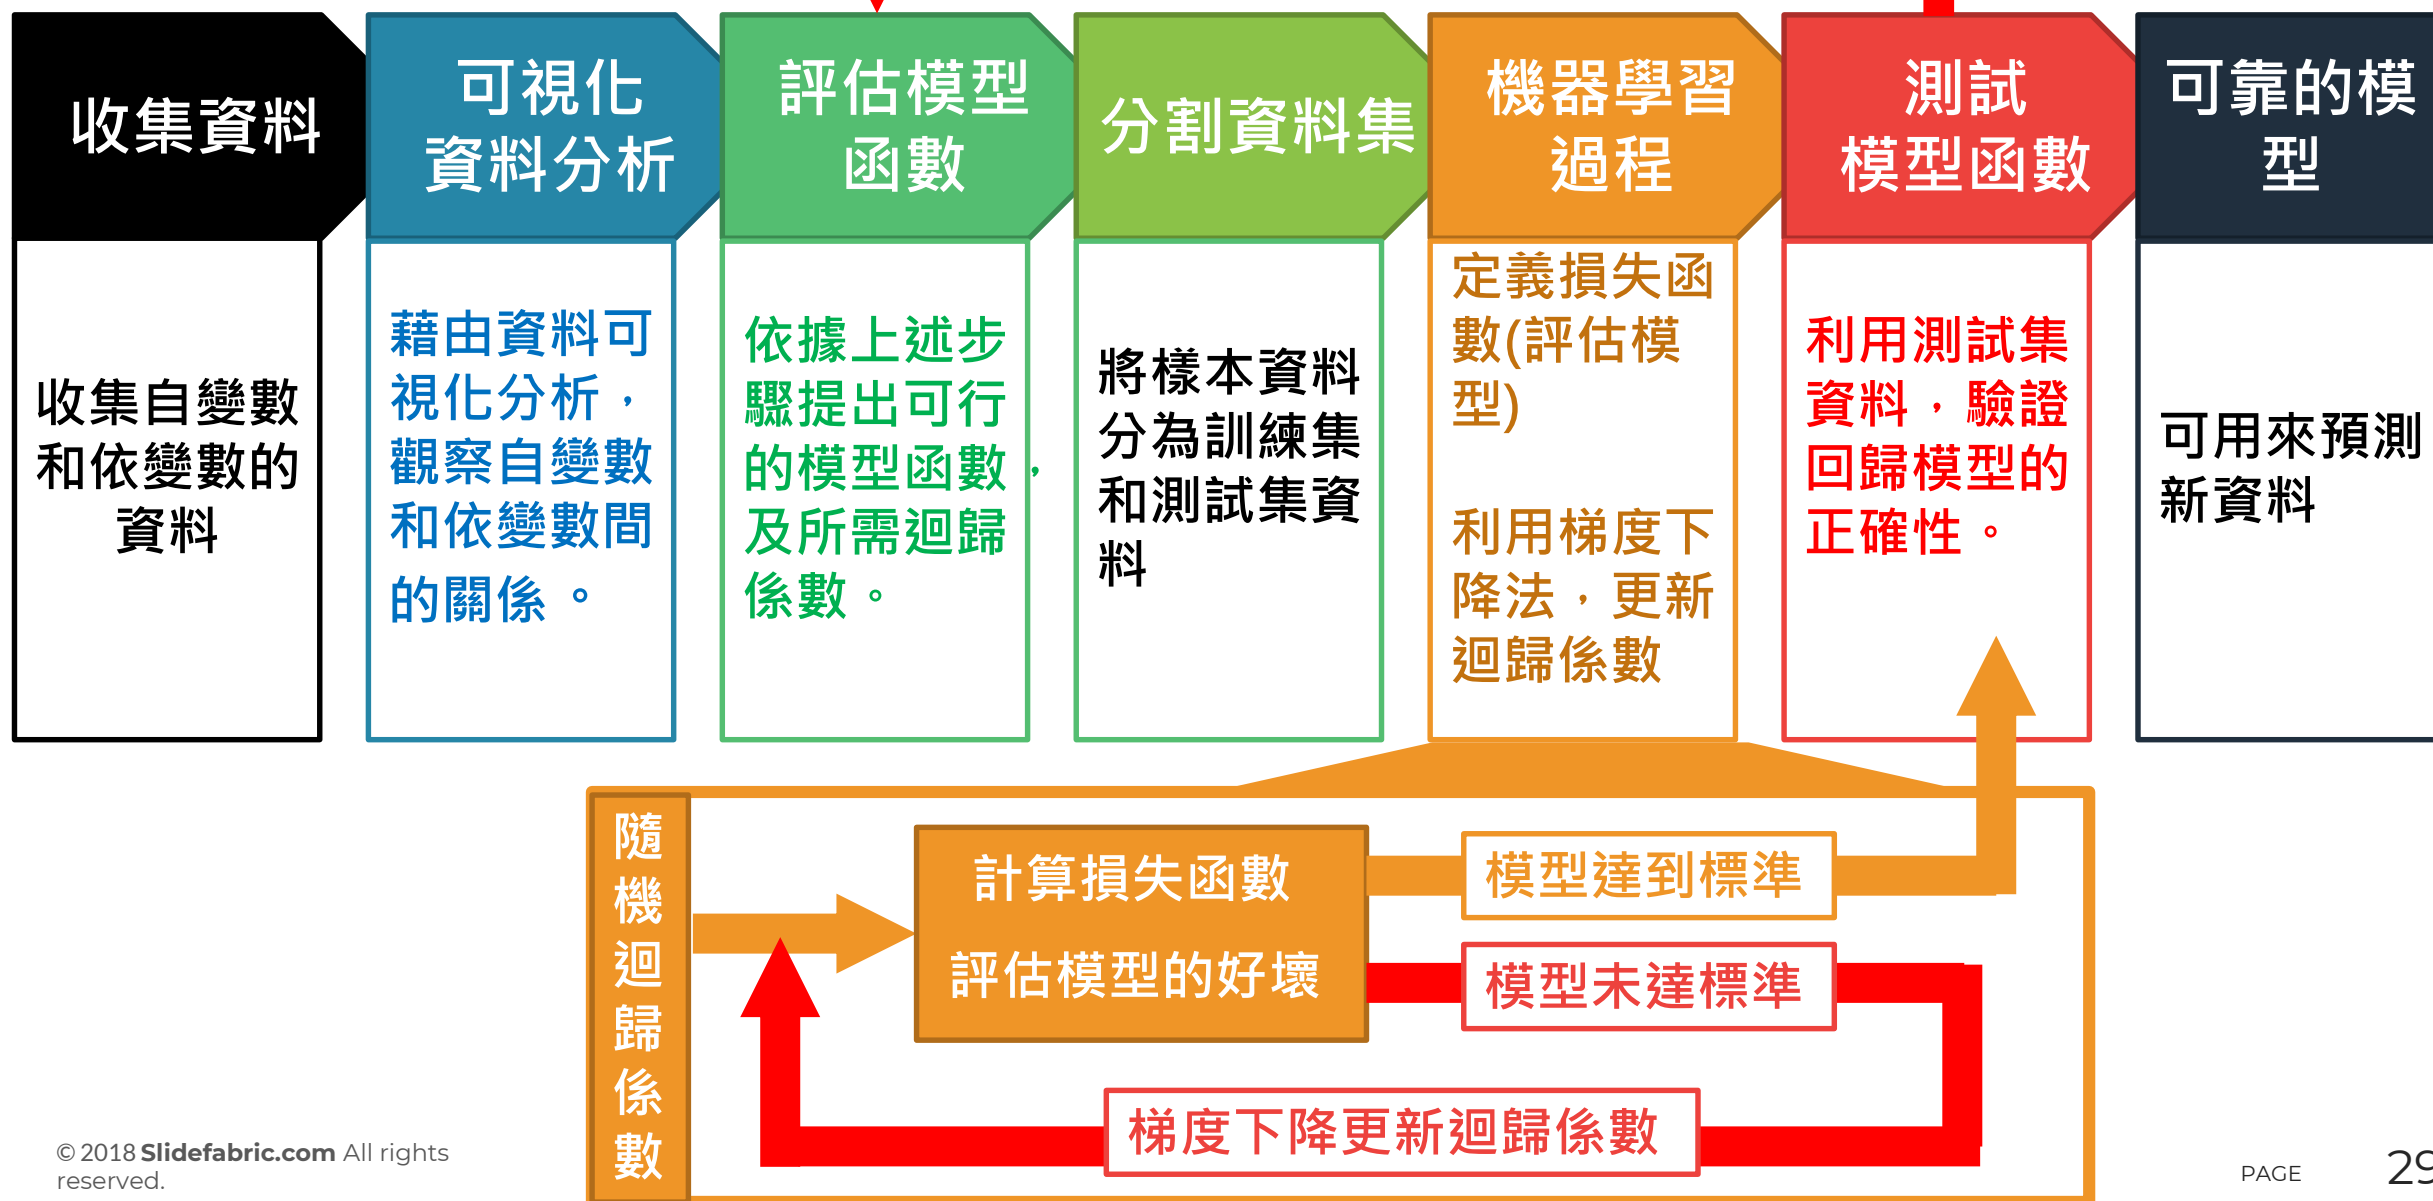 收集資料
可視化
資料分析
評估模型
函數
分割資料集
機器學習
過程
測試
模型函數
可靠的模
型
收集自變數
和依變數的
資料
藉由資料可
視化分析，
觀察自變數
和依變數間
的關係。
依據上述步
驟提出可行
的模型函數，
及所需迴歸
係數。
將樣本資料
分為訓練集
和測試集資
料
定義損失函
數(評估模
型)
利用梯度下
降法，更新
迴歸係數
利用測試集
資料，驗證
回歸模型的
正確性。
可用來預測
新資料
隨
機
迴
歸
係
數
計算損失函數
評估模型的好壞
模型達到標準
模型未達標準
梯度下降更新迴歸係數
© 2018 Slidefabric.com All rights
reserved.
PAGE
29